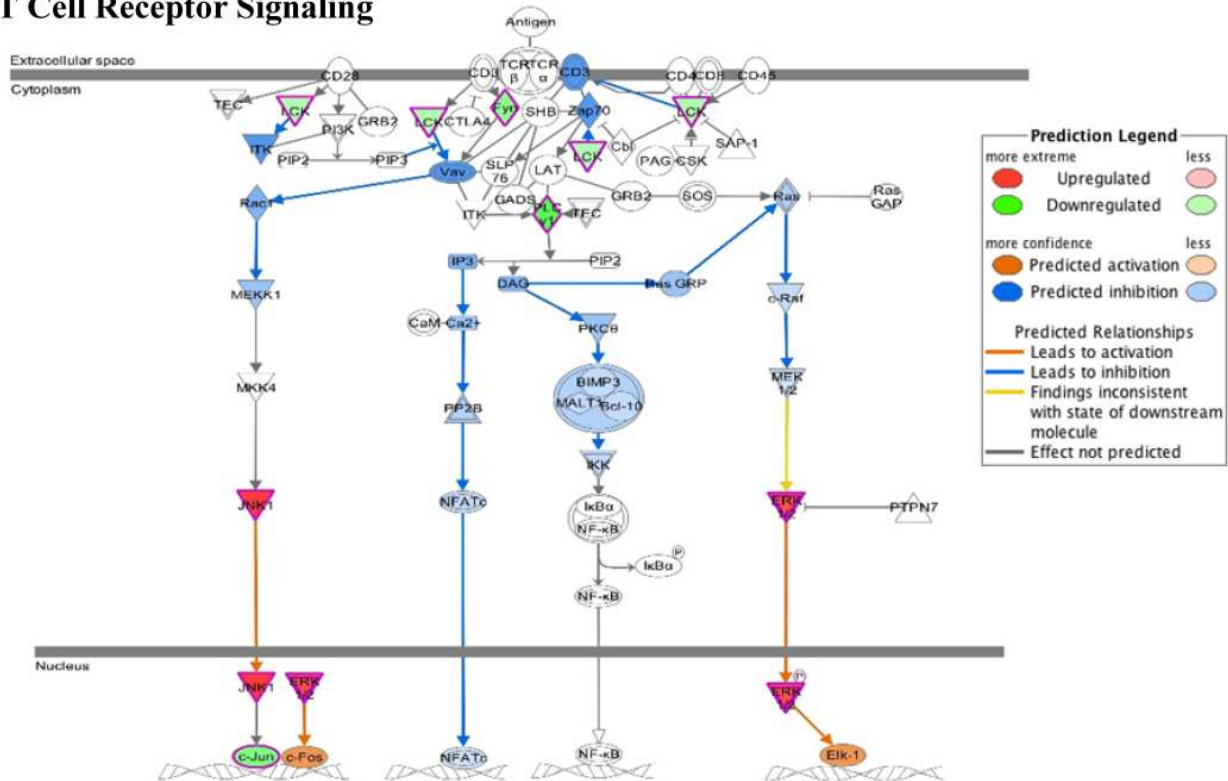 T Cell Receptor Signaling
Antigen
Extracellular space
Cytoplasm
CD28
CD3
TCR β
TCR α
CD3
CD4
CD8
CD45
TEC
LCK
PI3K
GRB2
LCK
CTLA4
Fyn
SHB
Zap70
LCK
ITK
PIP2
PIP3
Vav
SLP 76
LAT
LCK
Cbl
PAG
CSK
SAP-1
Rac1
ITK
GADS
PLC γ1
TEC
GRB2
SOS
Ras
Ras GAP
IP3
PIP2
MEKK1
DAG
Ras GRP
c-Raf
CaM
Ca2+
PKCθ
MKK4
PP2B
BIMP3
MALT1
Bcl-10
MEK 1/2
IKK
JNK1
NFATc
IκBα
NF-κB
ERK 1/2
PTPN7
P
IκBα
NF-κB
Nucleus
JNK1
ERK 1/2
P
ERK 1/2
c-Jun
c-Fos
NFATc
NF-κB
Elk-1
Prediction Legend
more extreme less
Upregulated
Downregulated
more confidence less
Predicted activation
Predicted inhibition
Predicted Relationships
Leads to activation
Leads to inhibition
Findings inconsistent
with state of downstream
molecule
Effect not predicted